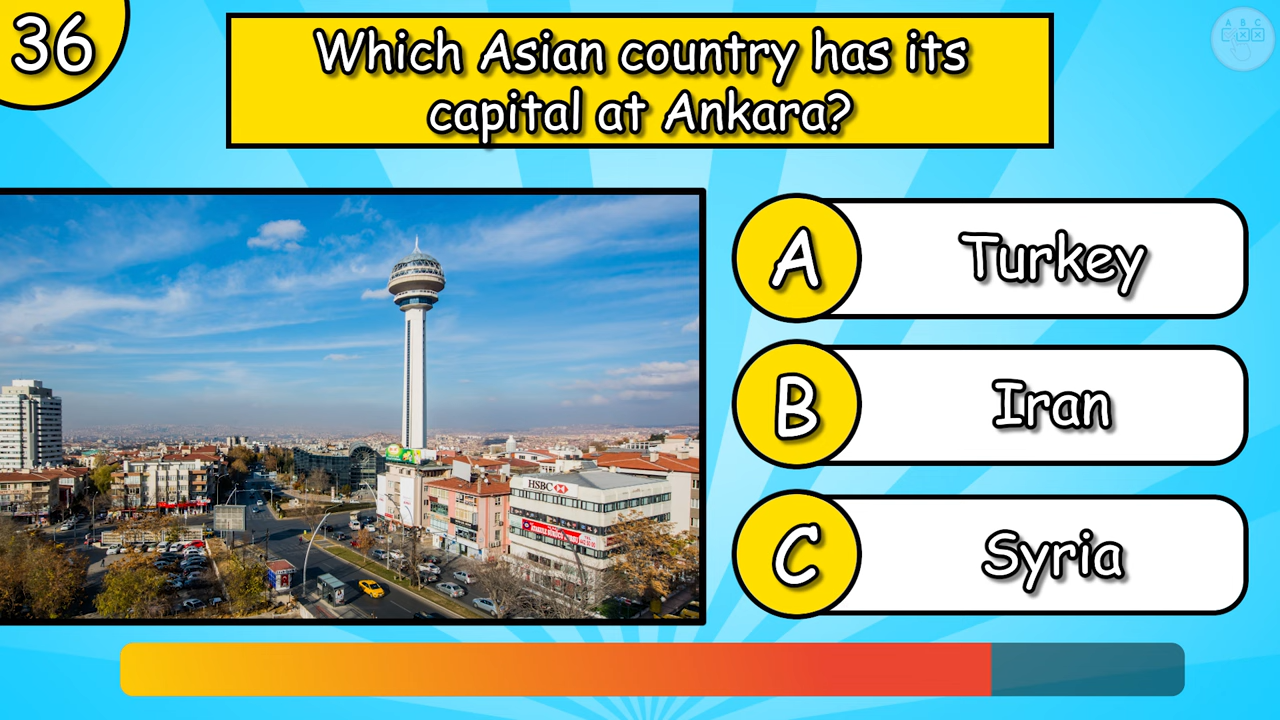 36
Which Asian country has its
capital at Ankara?
A
Turkey
B
Iran
C
Syria
A B C
HSBC